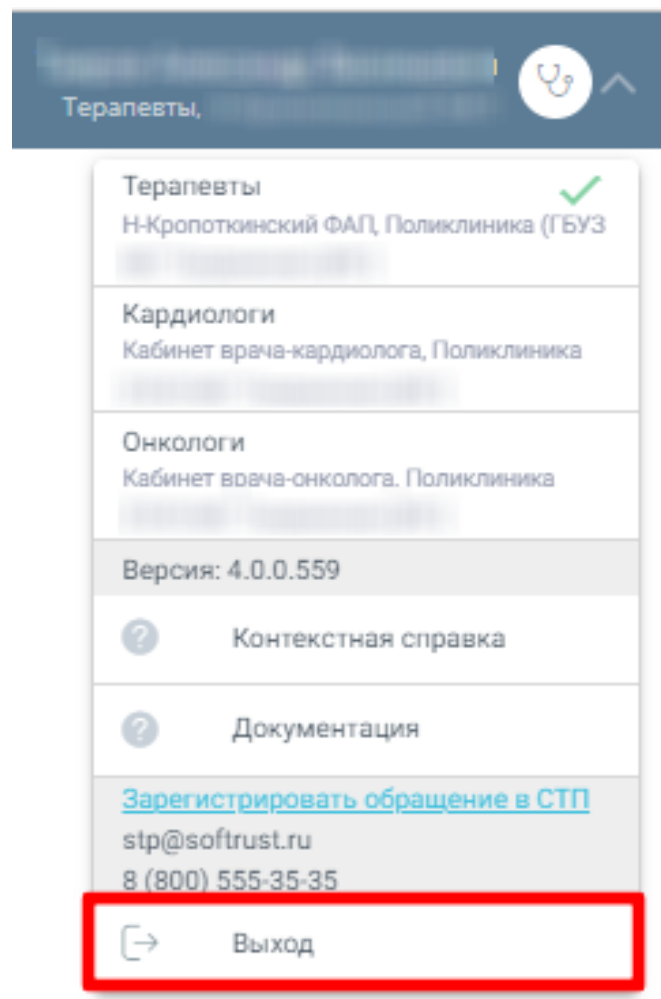 Терапевты,
Терапевты
Н-Кропоткинский ФАП, Поликлиника (ГБУЗ
Кардиологи
Кабинет врача-кардиолога, Поликлиника
Онкологи
Кабинет врача-онколога. Поликлиника
Версия: 4.0.0.559
Контекстная справка
Документация
Зарегистрировать обращение в СТП
stp@softrust.ru
8 (800) 555-35-35
Выход